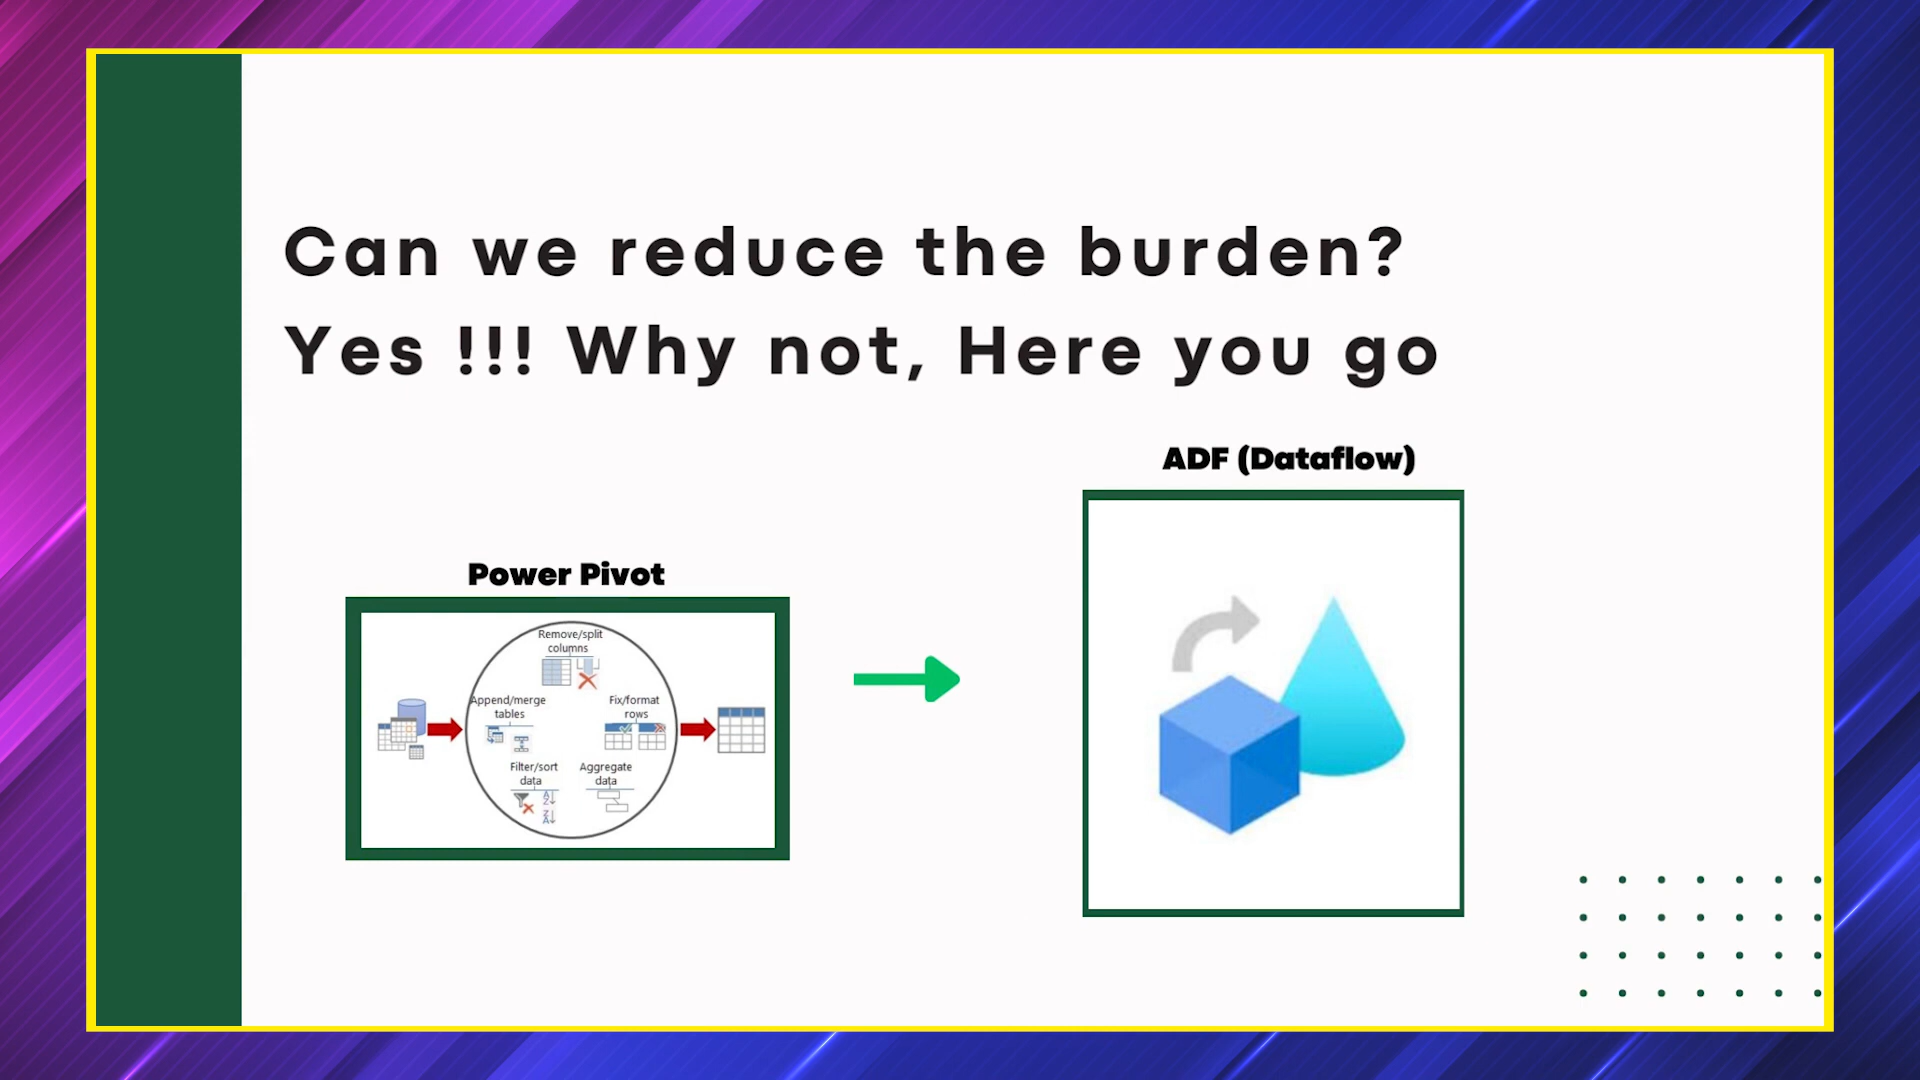 Can we reduce the burden?
Yes !!! Why not, Here you go
ADF (Dataflow)
Power Pivot
Remove/split
columns
Append/merge
tables
Fix/format
rows
Filter/sort
data
Aggregate
data
A
Z
Z
A